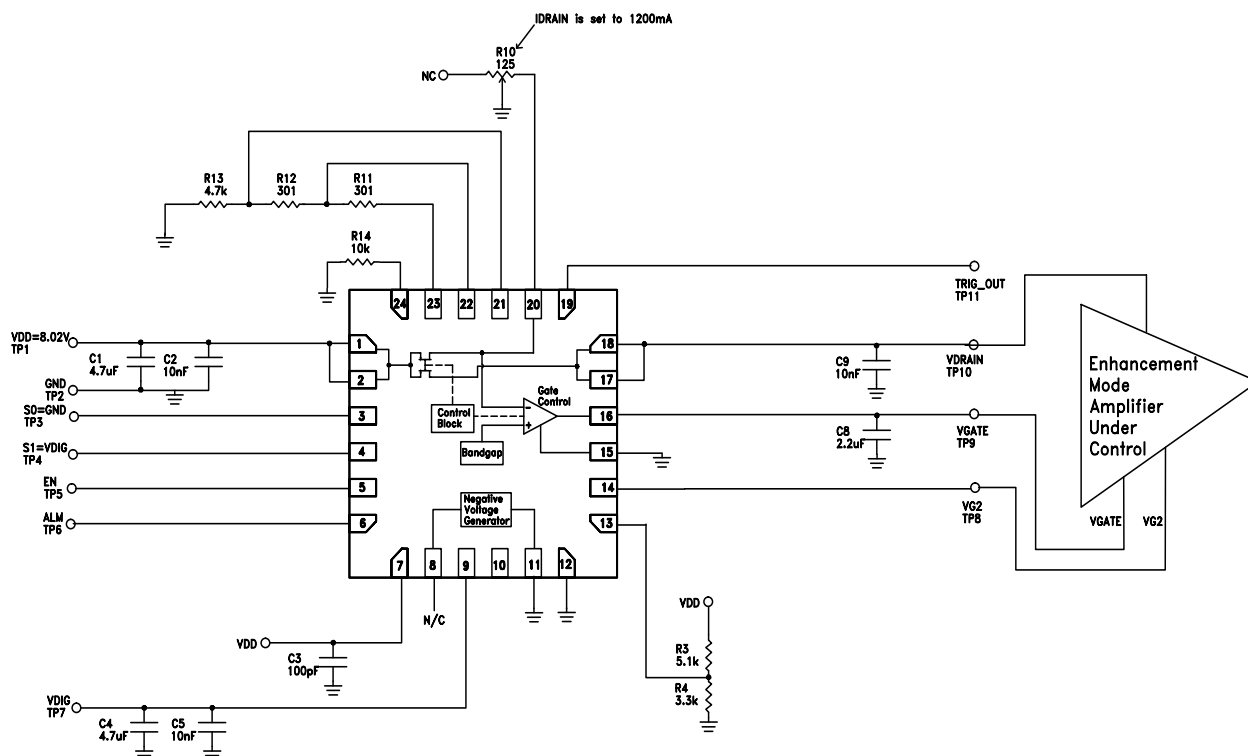 IDRAIN is set to 1200mA
R10
125
NC
R13
4.7k
R12
301
R11
301
R14
10k
24
23
22
21
20
19
TRIG_OUT
TP11
VDD=8.02V
TP1
C1
4.7uF
C2
10nF
GND
TP2
S0=GND
TP3
S1=VDIG
TP4
EN
TP5
ALM
TP6
1
2
3
4
5
6
Control
Block
Bandgap
Gate
Control
-
+
Negative
Voltage
Generator
18
17
16
15
14
13
C9
10nF
VDRAIN
TP10
C8
2.2uF
VGATE
TP9
VG2
TP8
Enhancement
Mode
Amplifier
Under
Control
VGATE
VG2
7
8
9
10
11
12
N/C
VDD
C3
100pF
VDIG
TP7
C4
4.7uF
C5
10nF
VDD
R3
5.1k
R4
3.3k